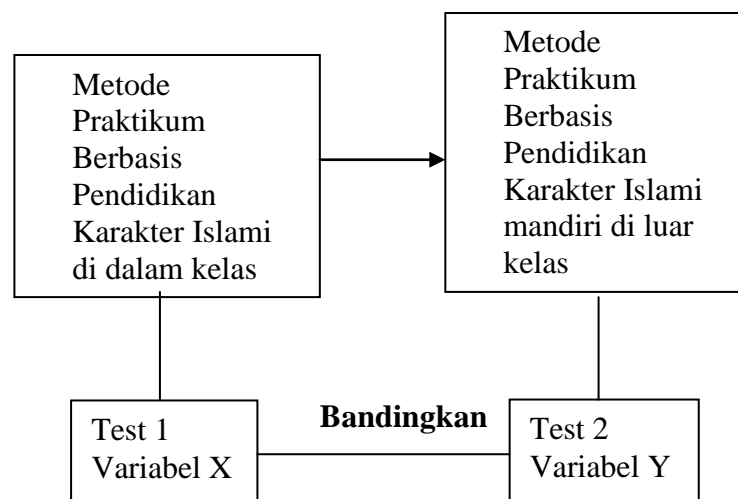 Metode
Praktikum
Berbasis
Pendidikan
Karakter Islami
di dalam kelas
Metode
Praktikum
Berbasis
Pendidikan
Karakter Islami
mandiri di luar
kelas
Test 1
Variabel X
Bandingkan
Test 2
Variabel Y